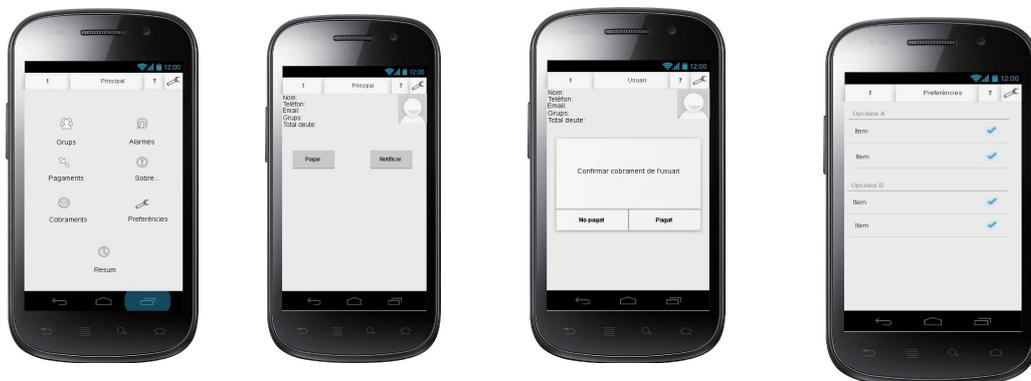 12:00
! Principal ?
Grups Alarmes
Pagaments Sobre...
Cobraments Preferències
Resum
12:00
! Principal ?
Nom:
Telèfon:
Email:
Grups:
Total deute:
Pagar Notificar
12:00
! Usuari ?
Nom:
Telèfon:
Email:
Grups:
Total deute:
Confirmar cobrament de l'usuari
No pagat Pagat
12:00
! Preferències ?
Opcions A
Item
Item
Opcions B
Item
Item